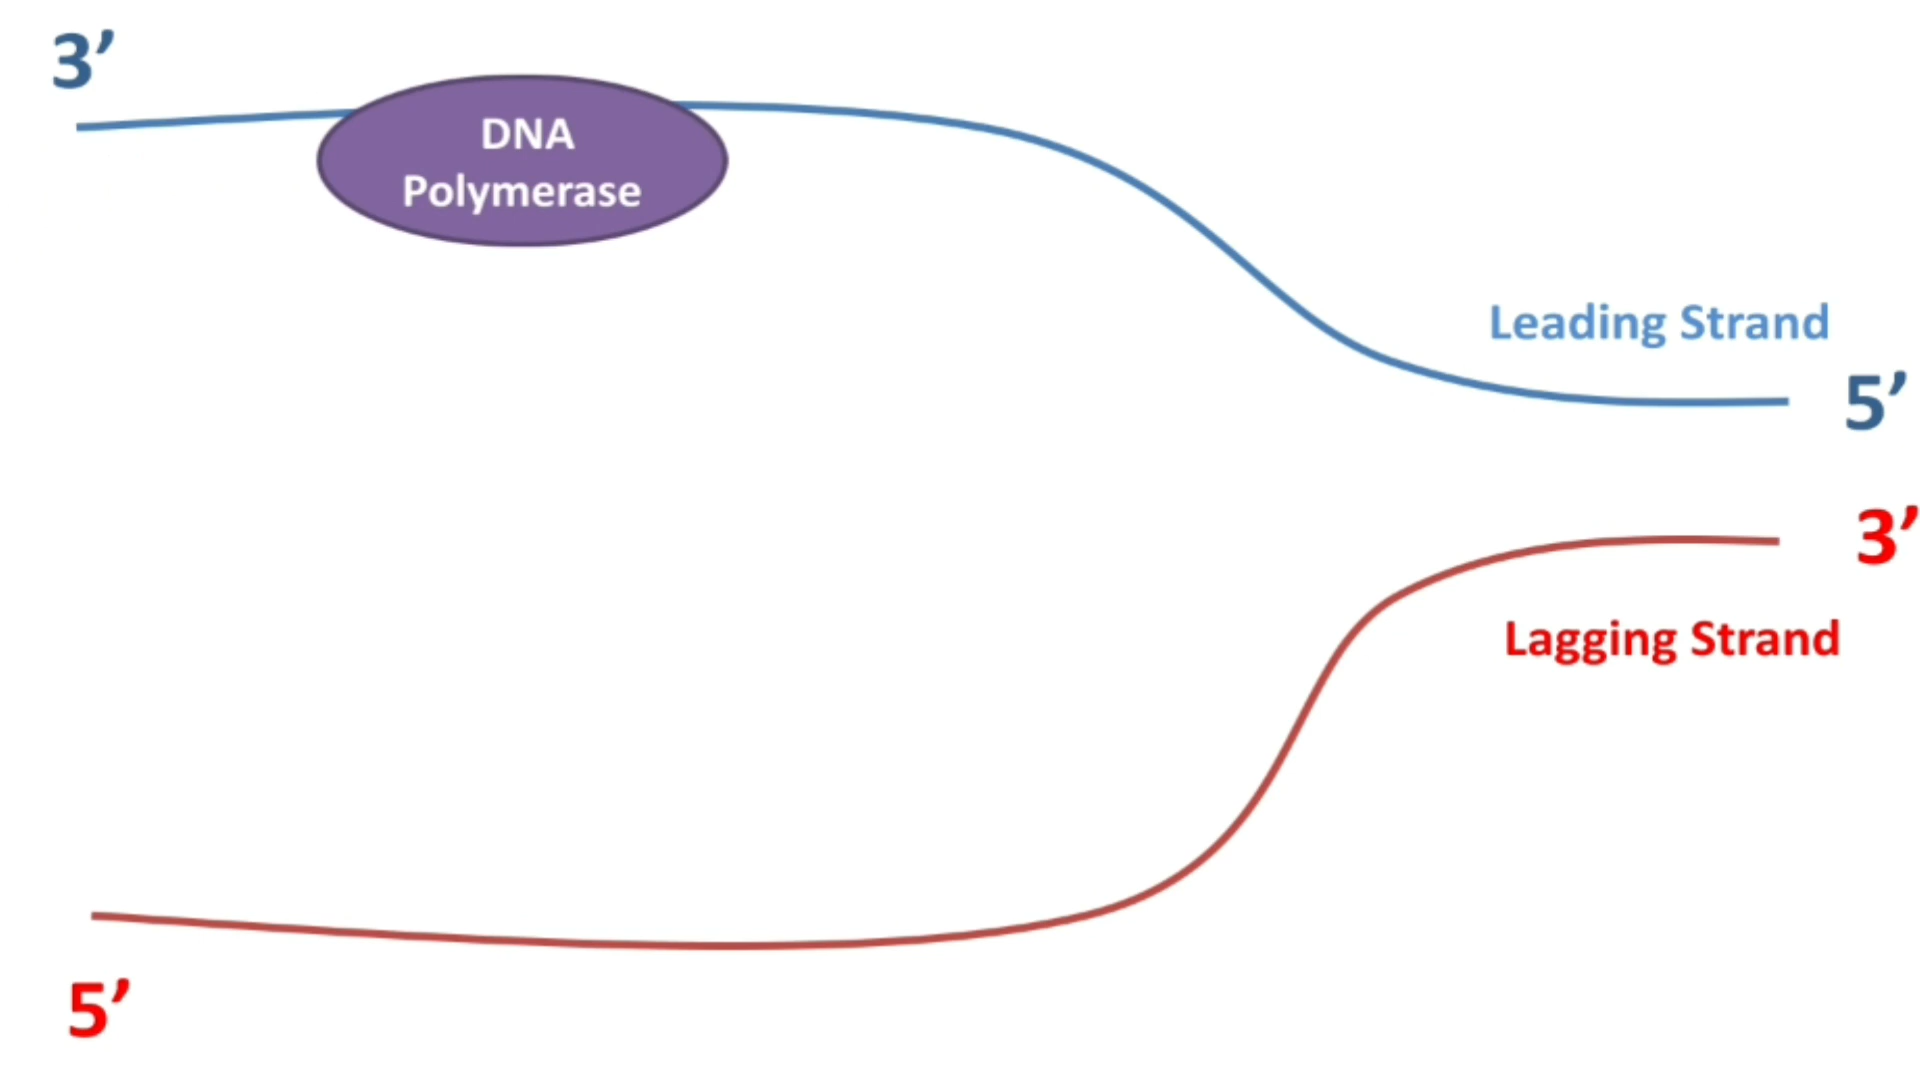 3’
DNA
Polymerase
Leading Strand
5’
3’
Lagging Strand
5’